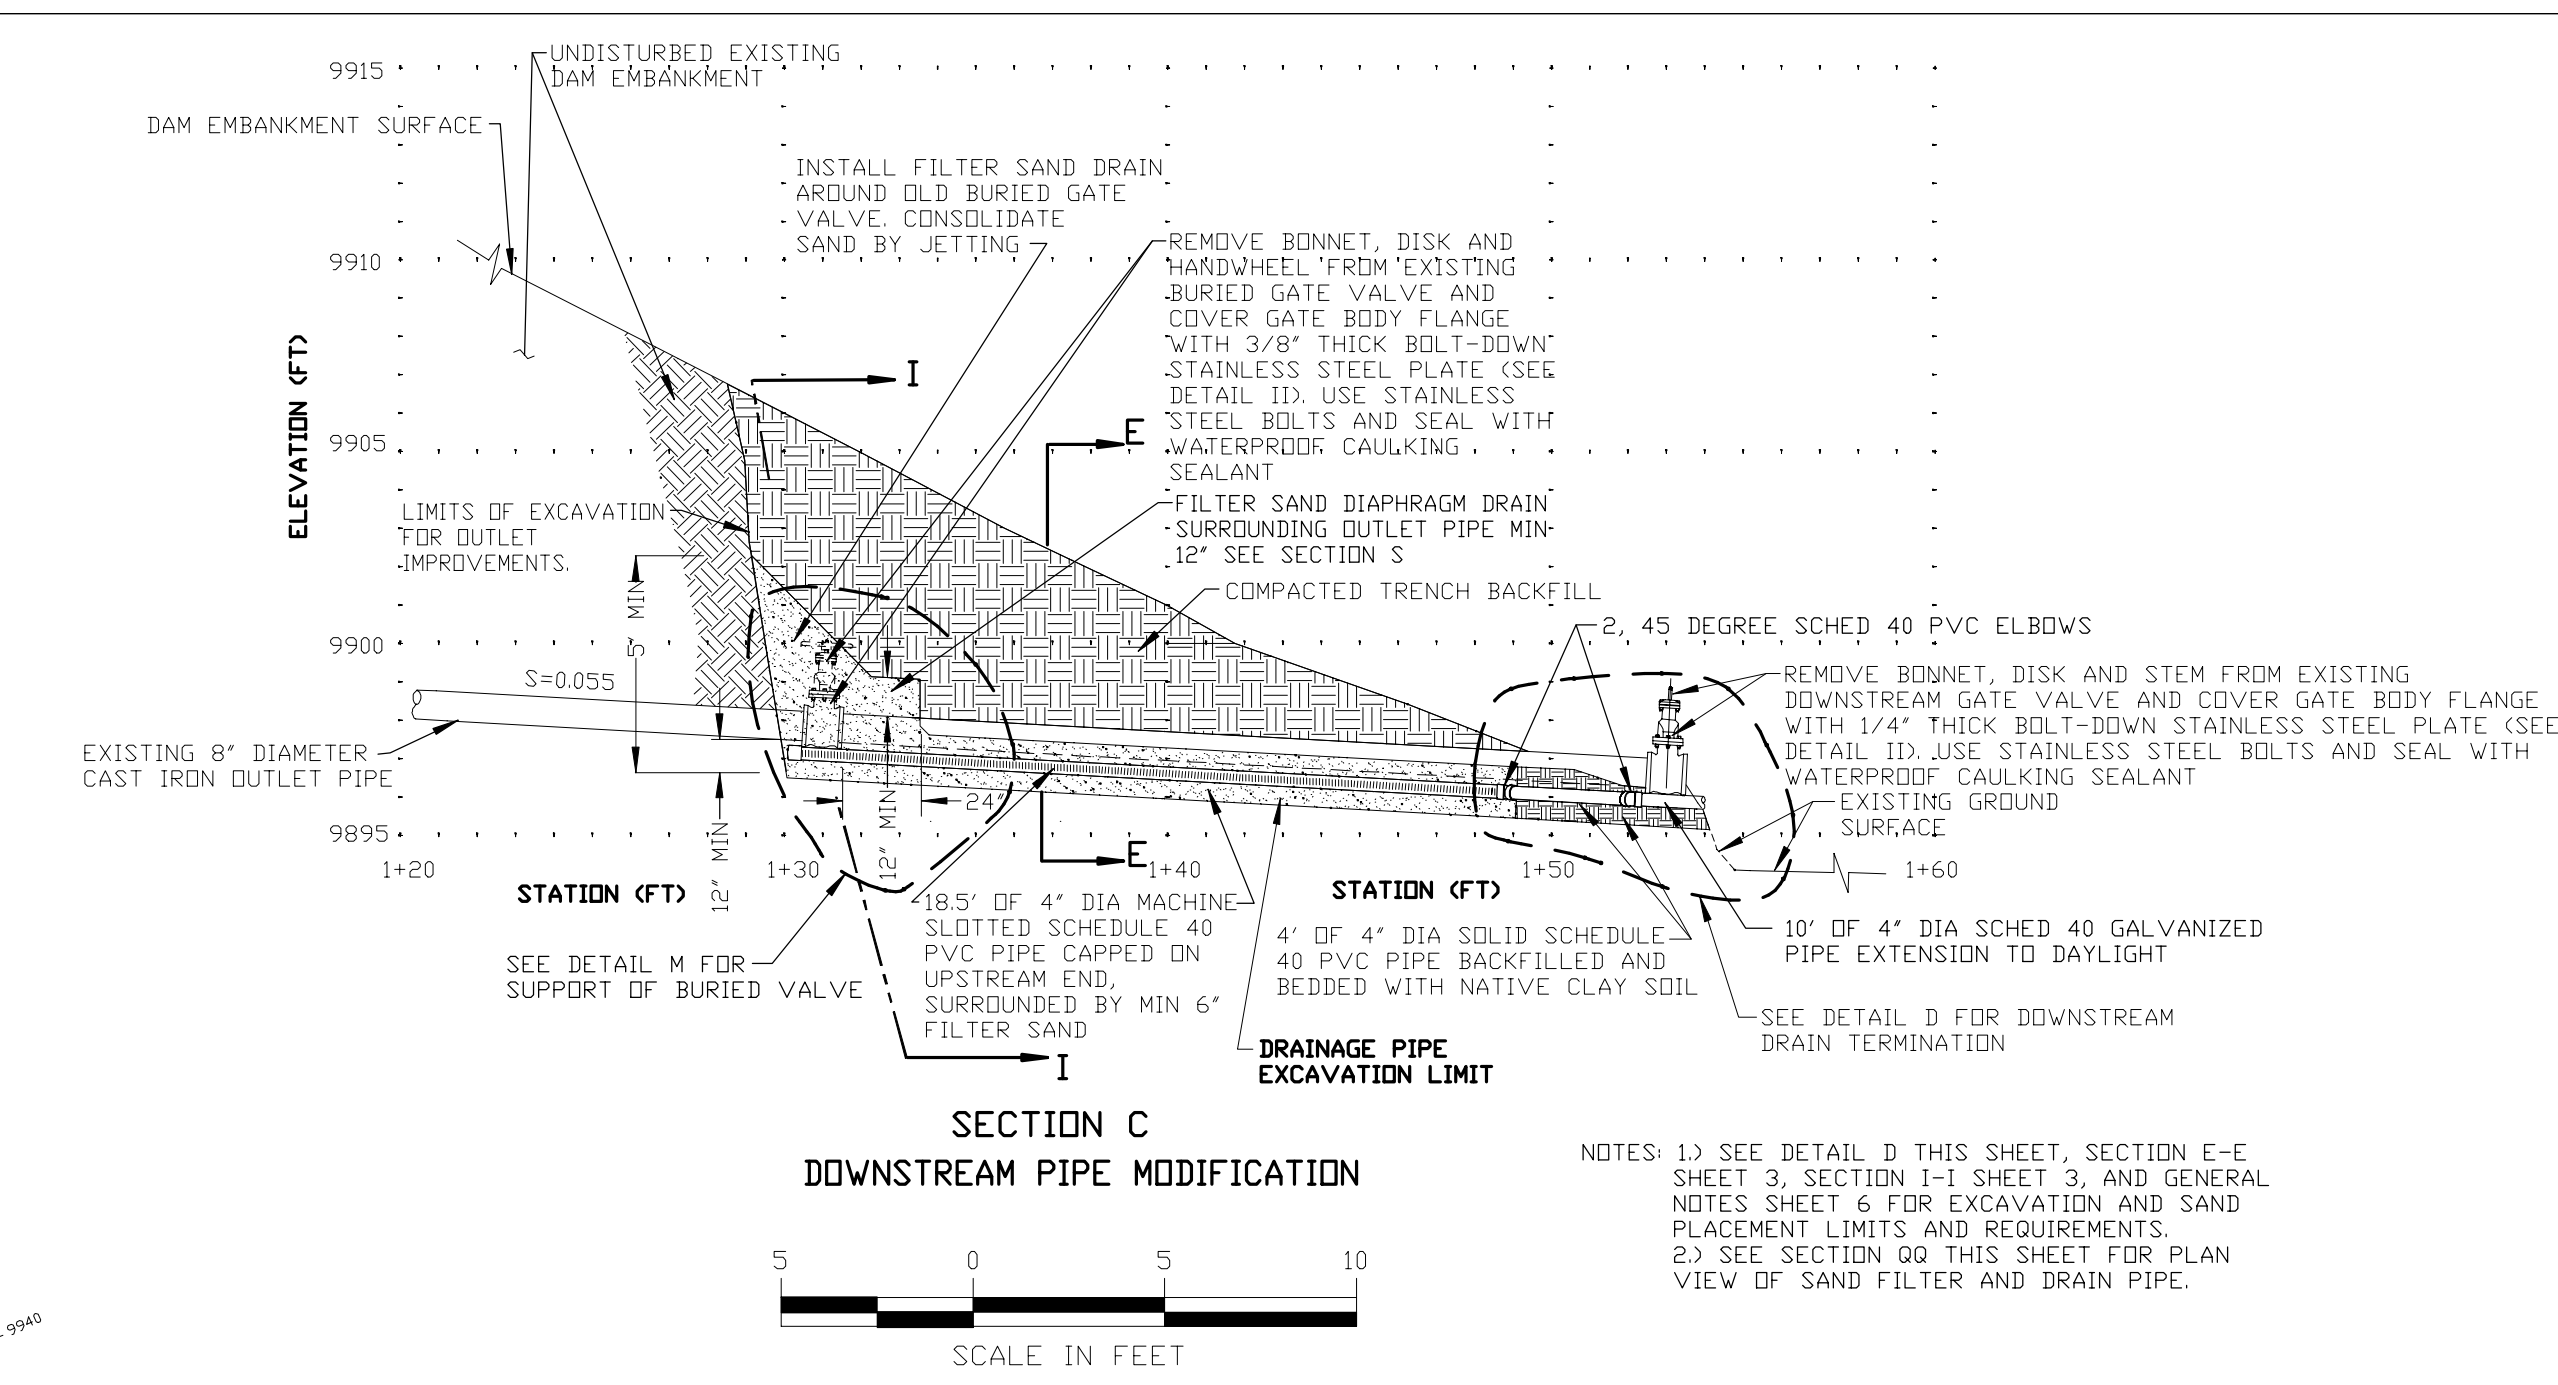 UNDISTURBED EXISTING
DAM EMBANKMENT
9915
DAM EMBANKMENT SURFACE
INSTALL FILTER SAND DRAIN
AROUND OLD BURIED GATE
VALVE. CONSOLIDATE
SAND BY JETTING
9910
REMOVE BONNET, DISK AND
HANDWHEEL FROM EXISTING
BURIED GATE VALVE AND
COVER GATE BODY FLANGE
WITH 3/8" THICK BOLT-DOWN
STAINLESS STEEL PLATE (SEE
DETAIL II). USE STAINLESS
STEEL BOLTS AND SEAL WITH
WATERPROOF CAULKING
SEALANT
I
E
ELEVATION (FT)
9905
LIMITS OF EXCAVATION
FOR OUTLET
IMPROVEMENTS.
FILTER SAND DIAPHRAGM DRAIN
SURROUNDING OUTLET PIPE MIN
12" SEE SECTION S
COMPACTED TRENCH BACKFILL
5' MIN
9900
2, 45 DEGREE SCHED 40 PVC ELBOWS
S=0.055
REMOVE BONNET, DISK AND STEM FROM EXISTING
DOWNSTREAM GATE VALVE AND COVER GATE BODY FLANGE
WITH 1/4" THICK BOLT-DOWN STAINLESS STEEL PLATE (SEE
DETAIL II). USE STAINLESS STEEL BOLTS AND SEAL WITH
WATERPROOF CAULKING SEALANT
EXISTING 8" DIAMETER
CAST IRON OUTLET PIPE
24"
EXISTING GROUND
SURFACE
9895
12" MIN
12" MIN
E
1+20
1+30
1+40
1+50
1+60
STATION (FT)
STATION (FT)
18.5' OF 4" DIA MACHINE
SLOTTED SCHEDULE 40
PVC PIPE CAPPED ON
UPSTREAM END,
SURROUNDED BY MIN 6"
FILTER SAND
4' OF 4" DIA SOLID SCHEDULE
40 PVC PIPE BACKFILLED AND
BEDDED WITH NATIVE CLAY SOIL
10' OF 4" DIA SCHED 40 GALVANIZED
PIPE EXTENSION TO DAYLIGHT
SEE DETAIL M FOR
SUPPORT OF BURIED VALVE
SEE DETAIL D FOR DOWNSTREAM
DRAIN TERMINATION
DRAINAGE PIPE
EXCAVATION LIMIT
I
SECTION C
DOWNSTREAM PIPE MODIFICATION
NOTES: 1.) SEE DETAIL D THIS SHEET, SECTION E-E
SHEET 3, SECTION I-I SHEET 3, AND GENERAL
NOTES SHEET 6 FOR EXCAVATION AND SAND
PLACEMENT LIMITS AND REQUIREMENTS.
2.) SEE SECTION QQ THIS SHEET FOR PLAN
VIEW OF SAND FILTER AND DRAIN PIPE.
5 0 5 10
SCALE IN FEET
9940